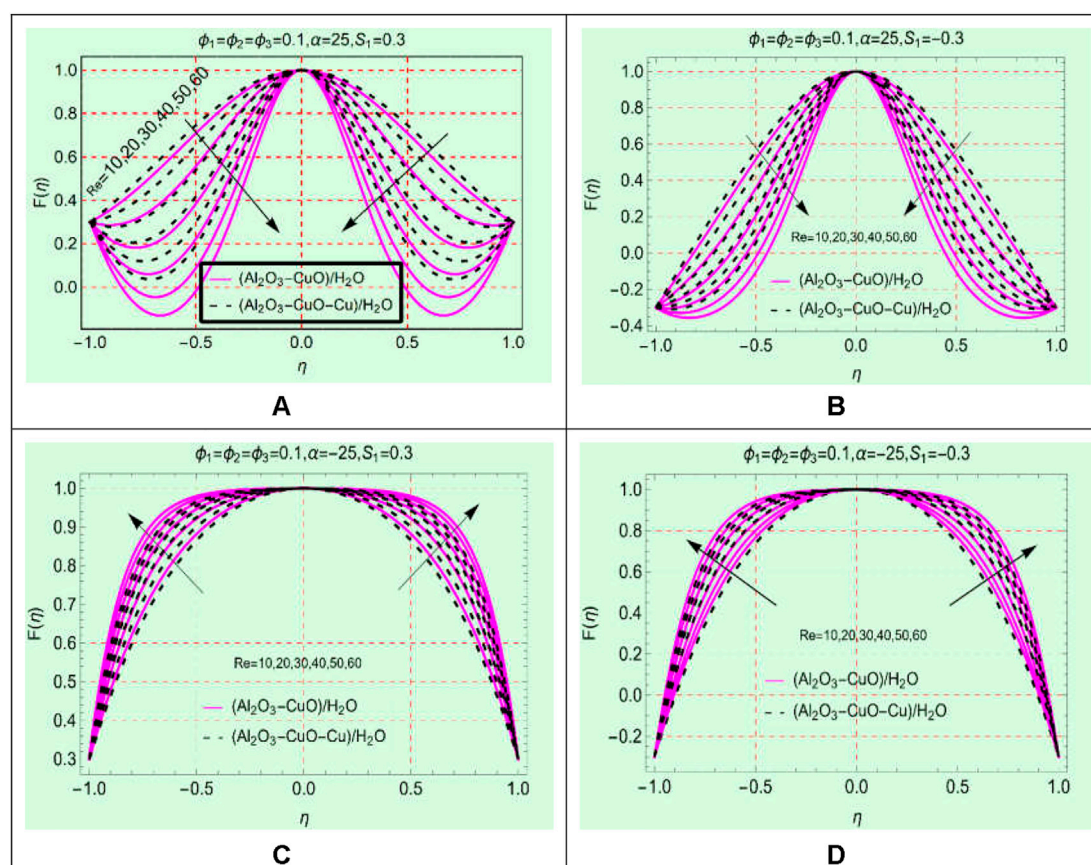 ϕ₁=ϕ₂=ϕ₃=0.1,α=25,S₁=0.3
Re=10,20,30,40,50,60
F(η)
1.0
0.8
0.6
0.4
0.2
0.0
(Al₂O₃−CuO)/H₂O
(Al₂O₃−CuO−Cu)/H₂O
−1.0 −0.5 0.0 0.5 1.0
η
A
ϕ₁=ϕ₂=ϕ₃=0.1,α=25,S₁=−0.3
F(η)
1.0
0.8
0.6
0.4
0.2
0.0
−0.2
−0.4
Re=10,20,30,40,50,60
(Al₂O₃−CuO)/H₂O
(Al₂O₃−CuO−Cu)/H₂O
−1.0 −0.5 0.0 0.5 1.0
η
B
ϕ₁=ϕ₂=ϕ₃=0.1,α=−25,S₁=0.3
F(η)
1.0
0.9
0.8
0.7
0.6
0.5
0.4
0.3
Re=10,20,30,40,50,60
(Al₂O₃−CuO)/H₂O
(Al₂O₃−CuO−Cu)/H₂O
−1.0 −0.5 0.0 0.5 1.0
η
C
ϕ₁=ϕ₂=ϕ₃=0.1,α=−25,S₁=−0.3
F(η)
1.0
0.8
0.6
0.4
0.2
0.0
−0.2
Re=10,20,30,40,50,60
(Al₂O₃−CuO)/H₂O
(Al₂O₃−CuO−Cu)/H₂O
−1.0 −0.5 0.0 0.5 1.0
η
D